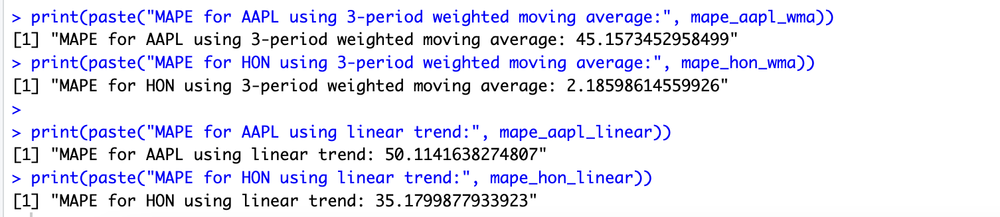 > print(paste("MAPE for AAPL using 3-period weighted moving average:", mape_aapl_wma))
[1] "MAPE for AAPL using 3-period weighted moving average: 45.1573452958499"
> print(paste("MAPE for HON using 3-period weighted moving average:", mape_hon_wma))
[1] "MAPE for HON using 3-period weighted moving average: 2.18598614559926"
>
> print(paste("MAPE for AAPL using linear trend:", mape_aapl_linear))
[1] "MAPE for AAPL using linear trend: 50.1141638274807"
> print(paste("MAPE for HON using linear trend:", mape_hon_linear))
[1] "MAPE for HON using linear trend: 35.1799877933923"